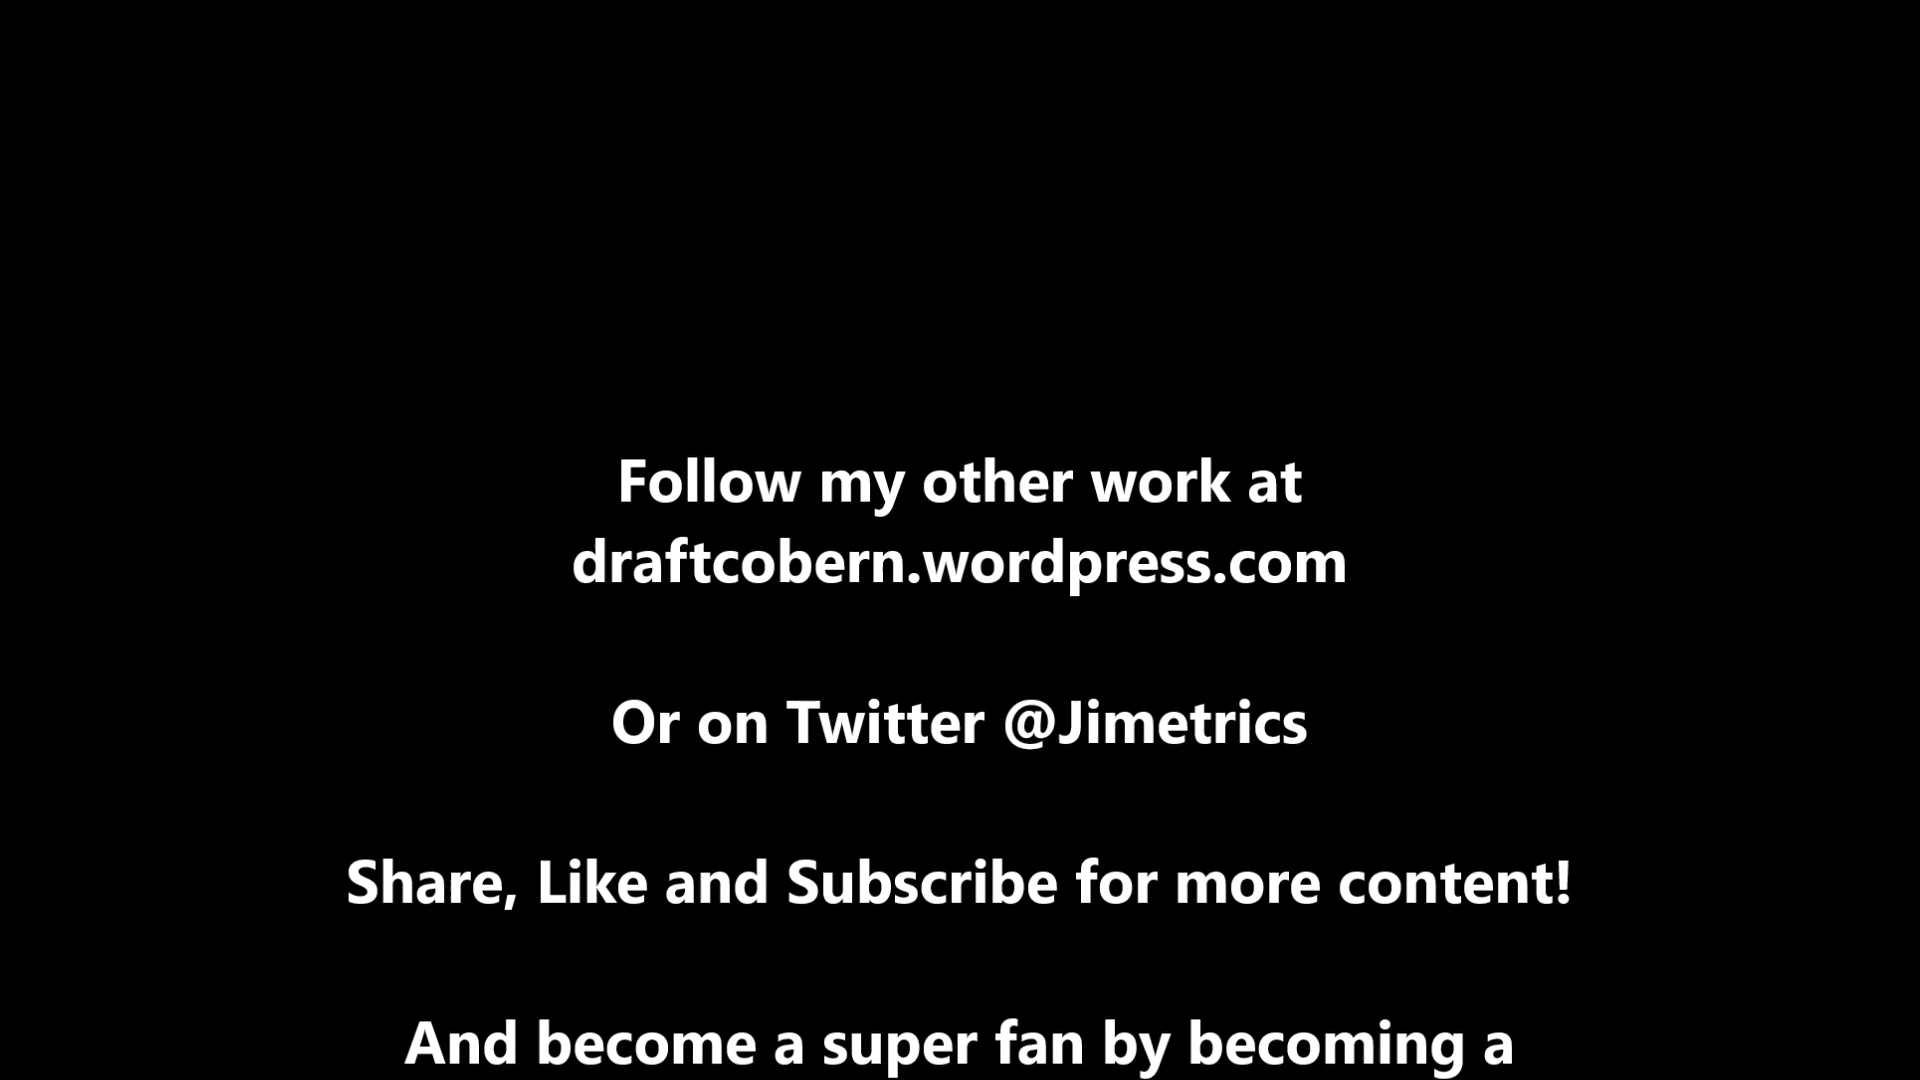 Follow my other work at
draftcobern.wordpress.com
Or on Twitter @Jimetrics
Share, Like and Subscribe for more content!
And become a super fan by becoming a